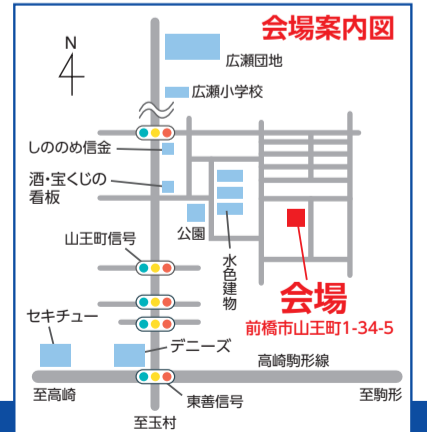 会場案内図
N
広瀬団地
広瀬小学校
しののめ信金
酒・宝くじの
看板
公園
水色建物
山王町信号
会場
前橋市山王町1-34-5
セキチュー
デニーズ
高崎駒形線
至高崎
東善信号
至駒形
至玉村